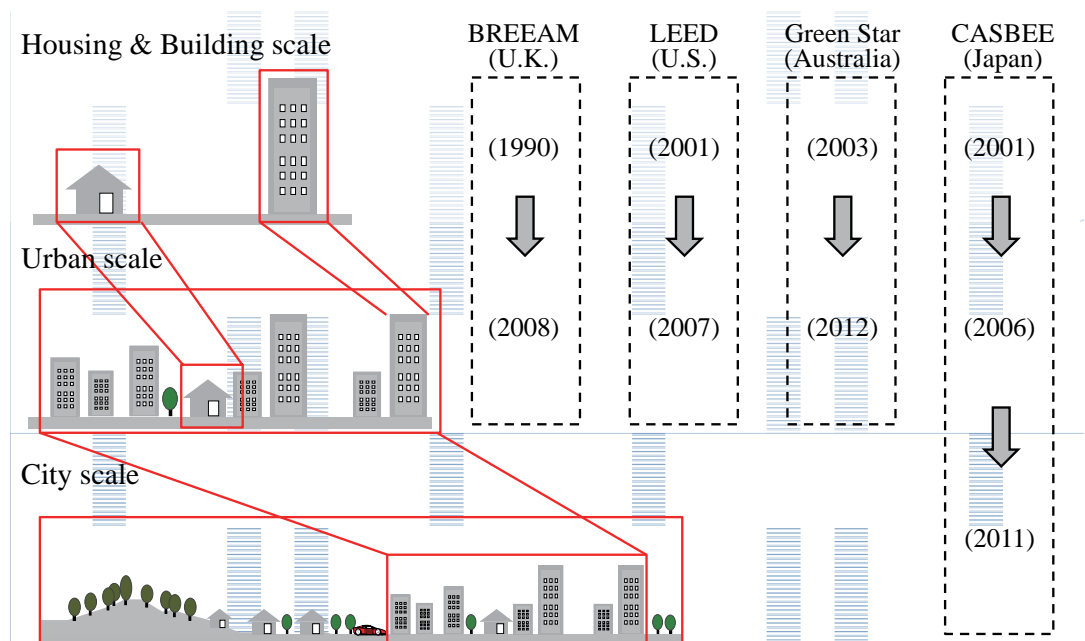 Housing & Building scale
BREEAM
(U.K.)
LEED
(U.S.)
Green Star
(Australia)
CASBEE
(Japan)
(1990)
(2001)
(2003)
(2001)
Urban scale
(2008)
(2007)
(2012)
(2006)
City scale
(2011)